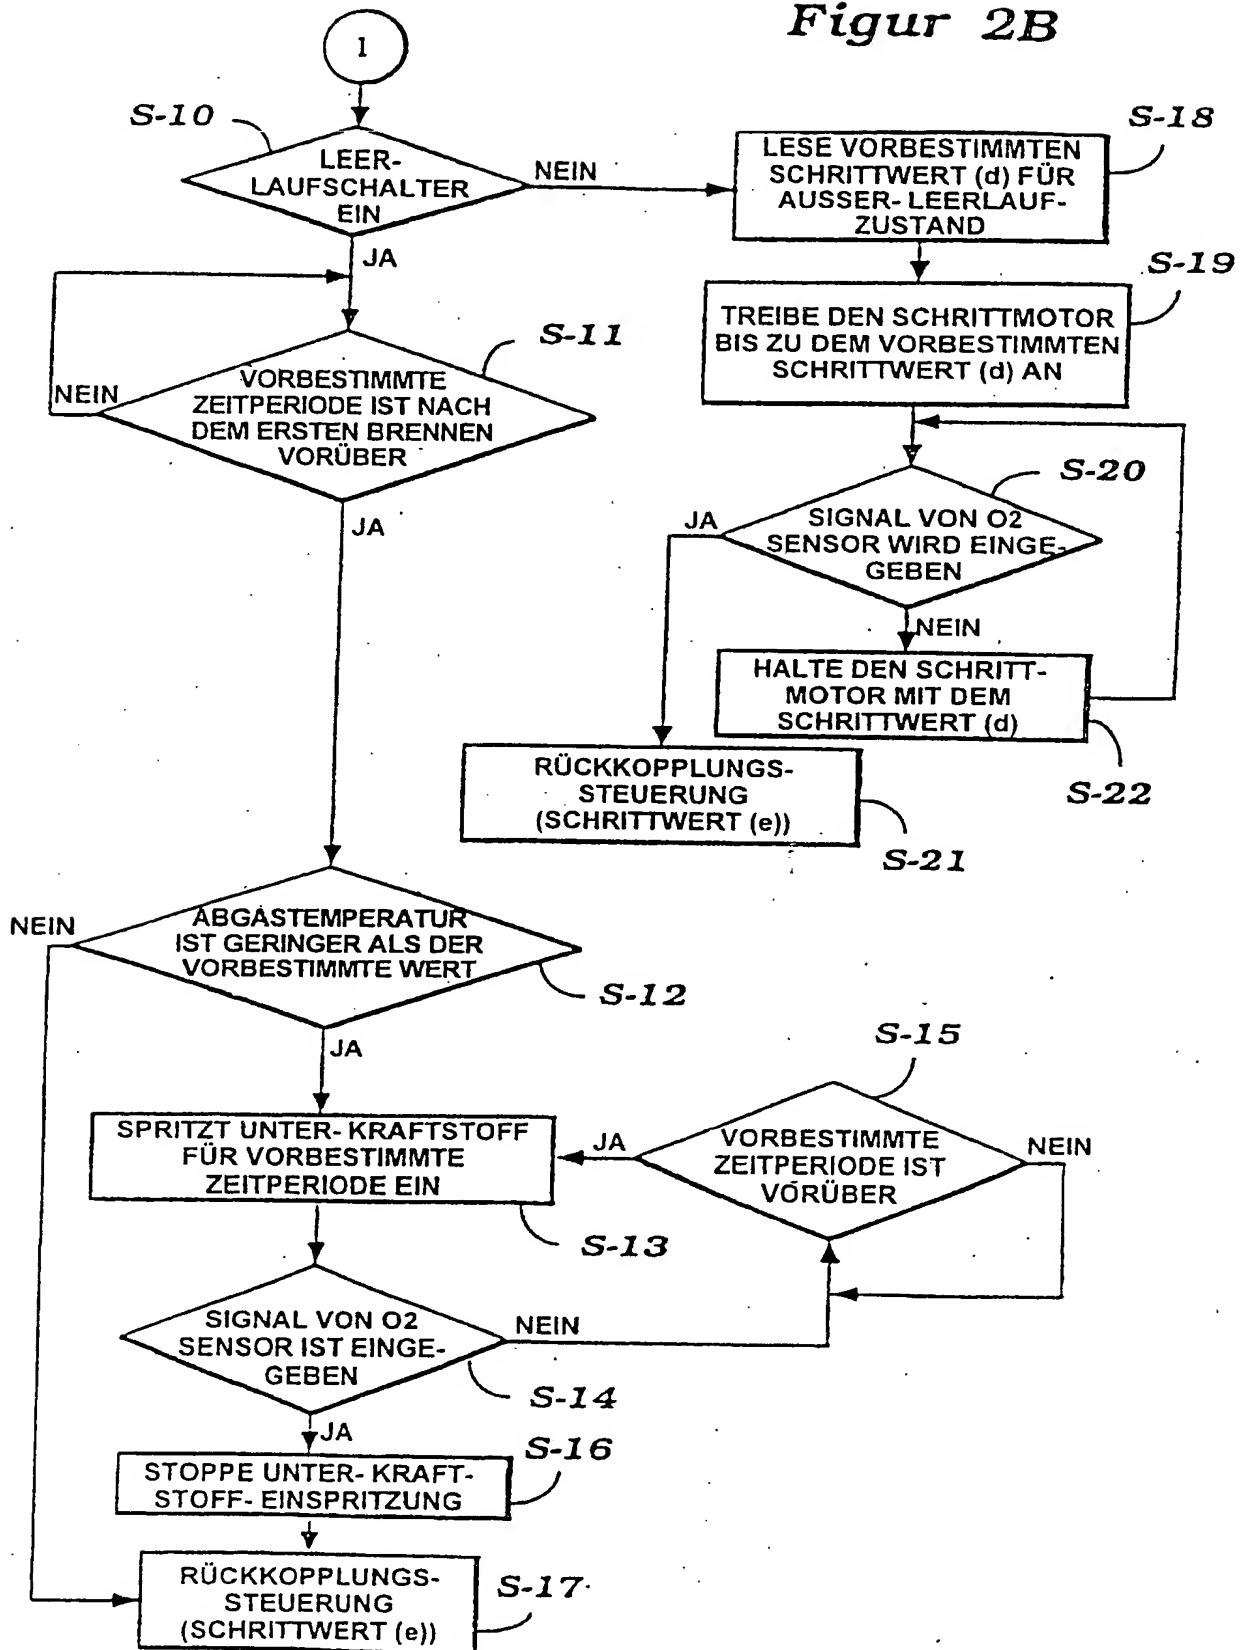 Figur 2B
1
S-10
LEER-
LAUFSCHALTER
EIN
NEIN
JA
S-18
LESE VORBESTIMMTEN
SCHRITTWERT (d) FÜR
AUSSER- LEERLAUF-
ZUSTAND
S-19
TREIBE DEN SCHRITTMOTOR
BIS ZU DEM VORBESTIMMTEN
SCHRITTWERT (d) AN
S-11
VORBESTIMMTE
ZEITPERIODE IST NACH
DEM ERSTEN BRENNEN
VORÜBER
NEIN
JA
S-20
SIGNAL VON O2
SENSOR WIRD EINGE-
GEBEN
JA
NEIN
HALTE DEN SCHRITT-
MOTOR MIT DEM
SCHRITTWERT (d)
S-22
RÜCKKOPPLUNGS-
STEUERUNG
(SCHRITTWERT (e))
S-21
NEIN
ABGASTEMPERATUR
IST GERINGER ALS DER
VORBESTIMMTE WERT
S-12
JA
S-15
VORBESTIMMTE
ZEITPERIODE IST
VORÜBER
JA
NEIN
SPRITZT UNTER- KRAFTSTOFF
FÜR VORBESTIMMTE
ZEITPERIODE EIN
S-13
SIGNAL VON O2
SENSOR IST EINGE-
GEBEN
NEIN
S-14
JA
S-16
STOPPE UNTER- KRAFT-
STOFF- EINSPRITZUNG
RÜCKKOPPLUNGS-
STEUERUNG
(SCHRITTWERT (e))
S-17